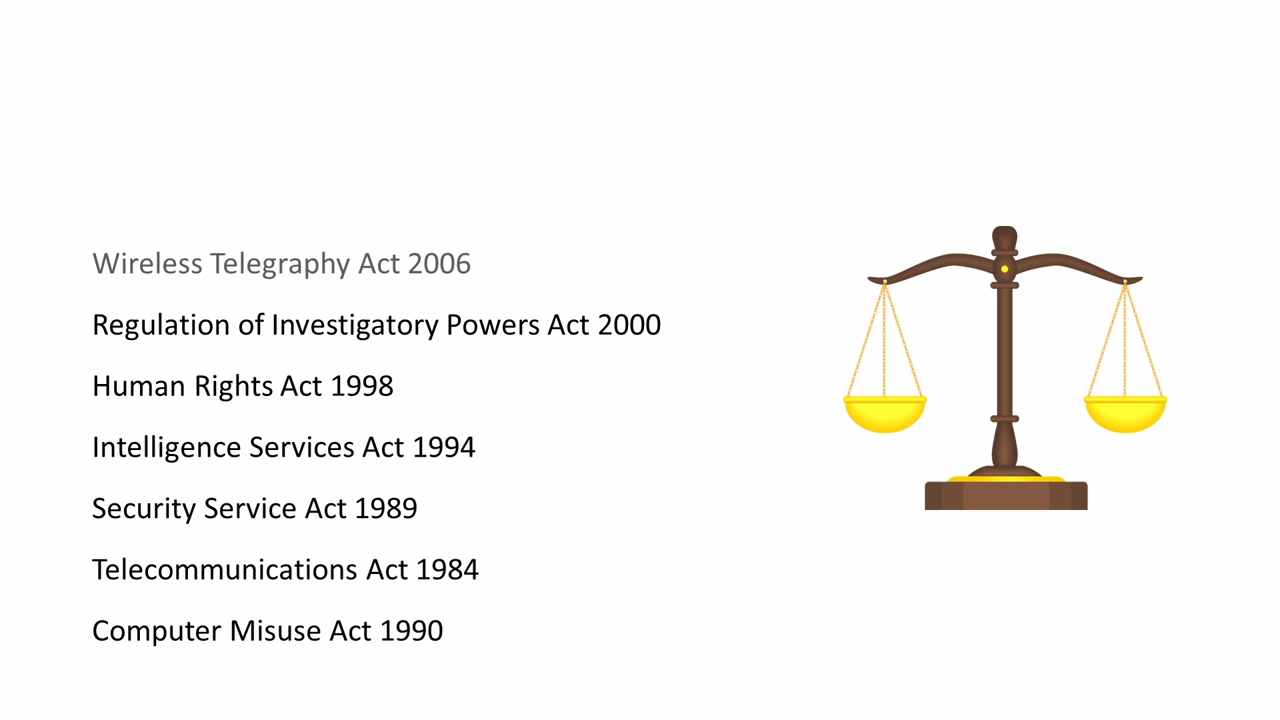 Wireless Telegraphy Act 2006
Regulation of Investigatory Powers Act 2000
Human Rights Act 1998
Intelligence Services Act 1994
Security Service Act 1989
Telecommunications Act 1984
Computer Misuse Act 1990